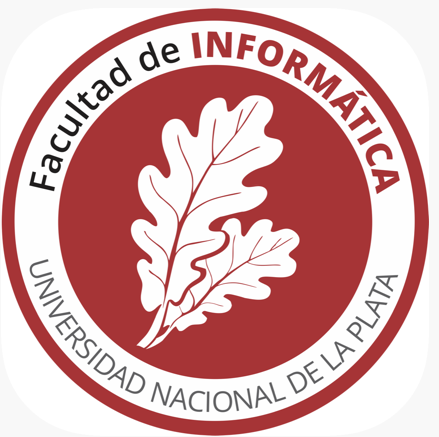 Facultad de INFORMÁTICA
UNIVERSIDAD NACIONAL DE LA PLATA